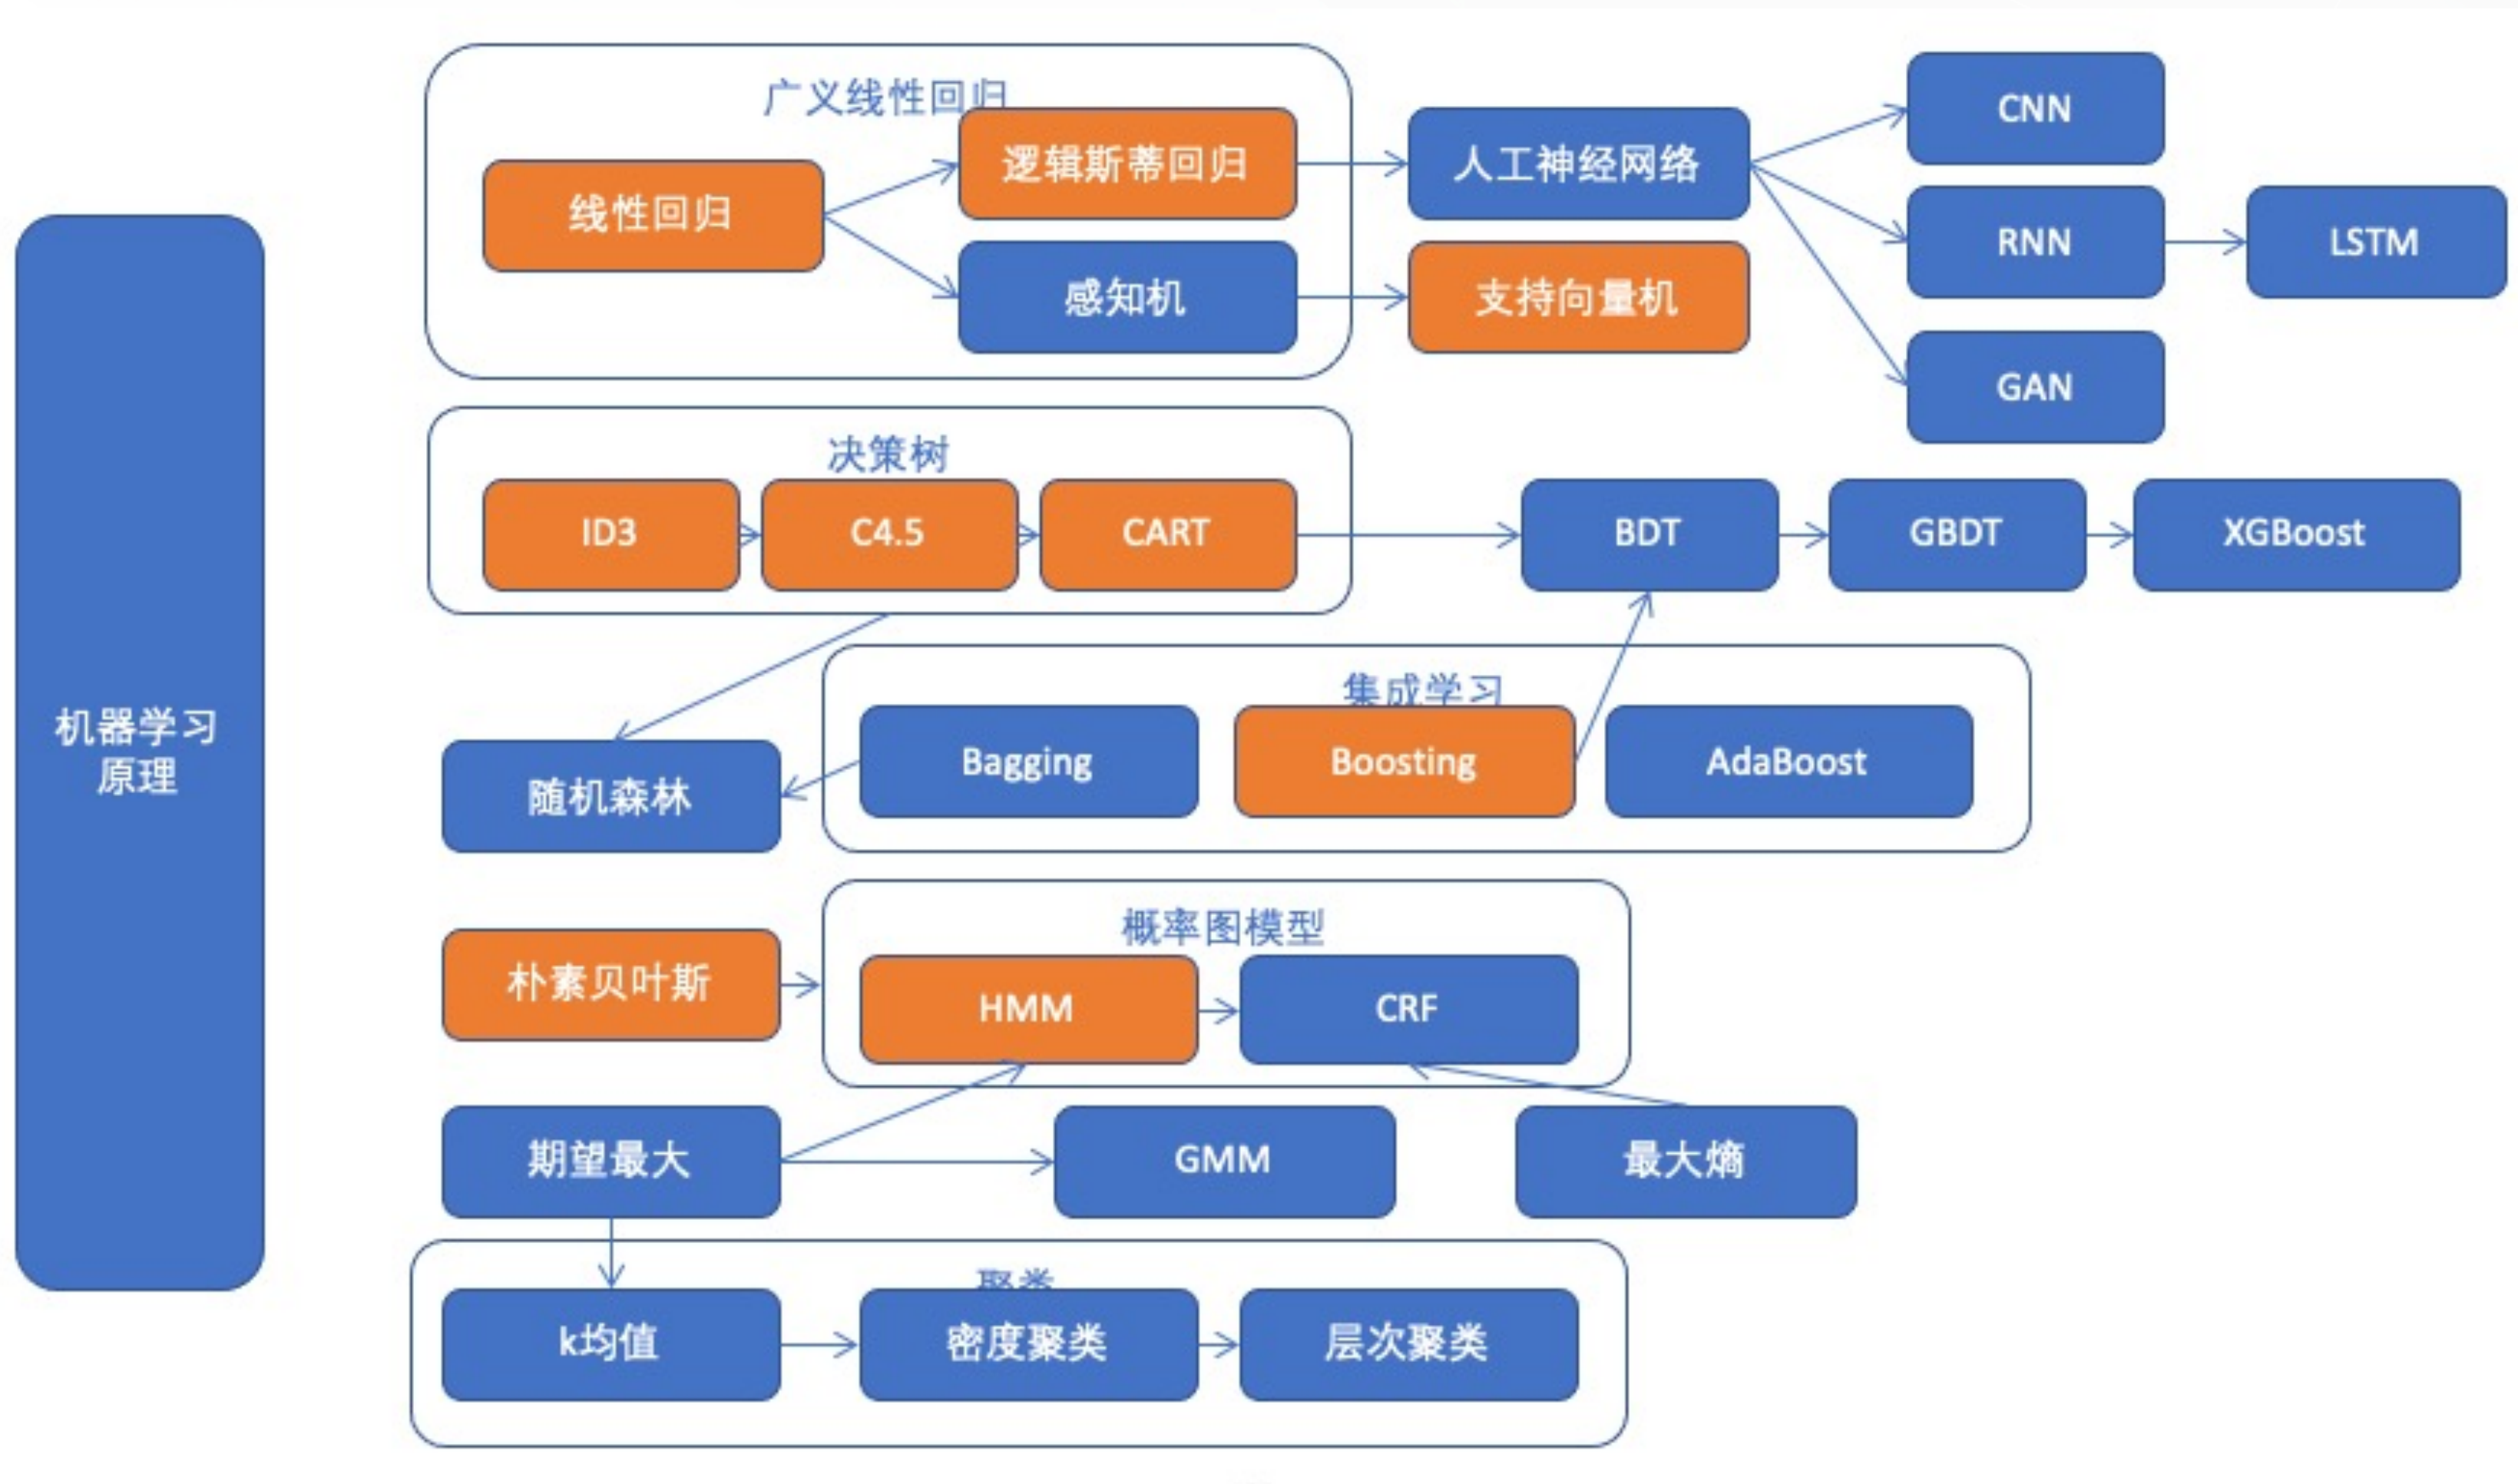 机器学习
原理
广义线性回归
线性回归
逻辑斯蒂回归
感知机
人工神经网络
支持向量机
CNN
RNN
LSTM
GAN
决策树
ID3
C4.5
CART
BDT
GBDT
XGBoost
集成学习
随机森林
Bagging
Boosting
AdaBoost
概率图模型
朴素贝叶斯
HMM
CRF
期望最大
GMM
最大熵
聚类
k均值
密度聚类
层次聚类